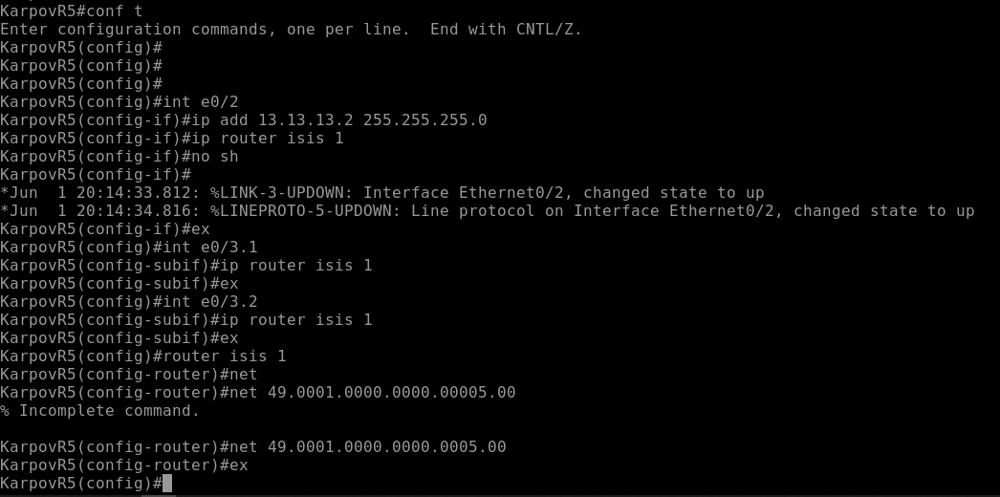 KarpovR5#conf t
Enter configuration commands, one per line.  End with CNTL/Z.
KarpovR5(config)#
KarpovR5(config)#
KarpovR5(config)#
KarpovR5(config)#int e0/2
KarpovR5(config-if)#ip add 13.13.13.2 255.255.255.0
KarpovR5(config-if)#ip router isis 1
KarpovR5(config-if)#no sh
KarpovR5(config-if)#
*Jun  1 20:14:33.812: %LINK-3-UPDOWN: Interface Ethernet0/2, changed state to up
*Jun  1 20:14:34.816: %LINEPROTO-5-UPDOWN: Line protocol on Interface Ethernet0/2, changed state to up
KarpovR5(config-if)#ex
KarpovR5(config)#int e0/3.1
KarpovR5(config-subif)#ip router isis 1
KarpovR5(config-subif)#ex
KarpovR5(config)#int e0/3.2
KarpovR5(config-subif)#ip router isis 1
KarpovR5(config-subif)#ex
KarpovR5(config)#router isis 1
KarpovR5(config-router)#net
KarpovR5(config-router)#net 49.0001.0000.0000.00005.00
% Incomplete command.
KarpovR5(config-router)#net 49.0001.0000.0000.0005.00
KarpovR5(config-router)#ex
KarpovR5(config)#